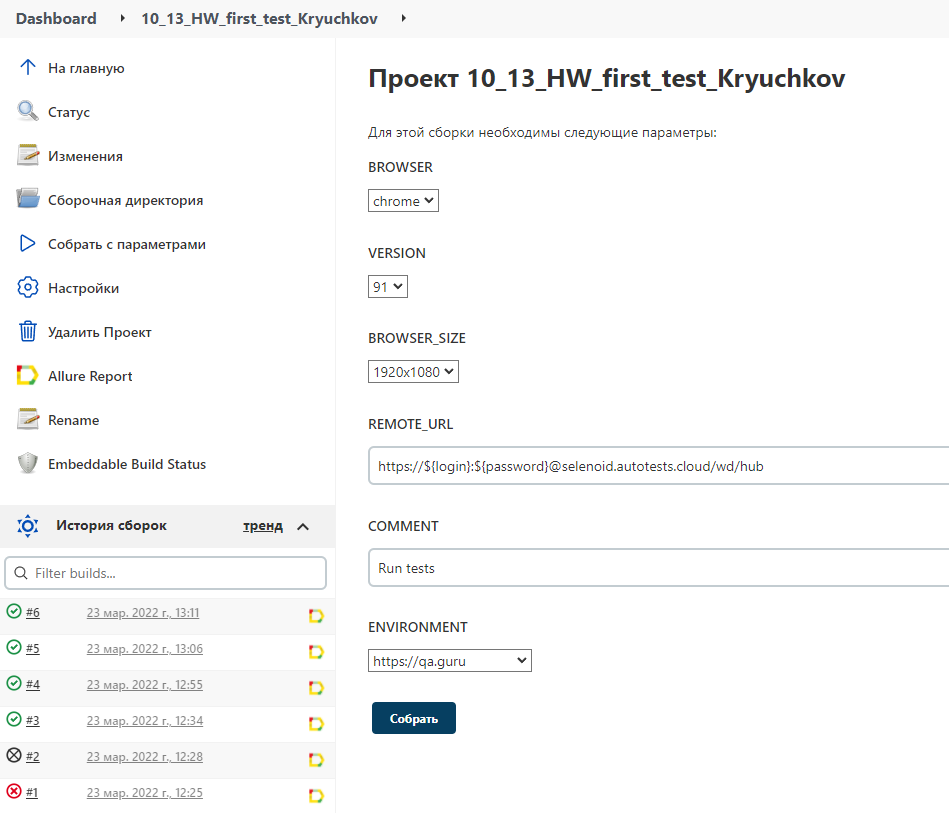 Dashboard 10_13_HW_first_test_Kryuchkov
На главную
Статус
Изменения
Сборочная директория
Собрать с параметрами
Настройки
Удалить Проект
Allure Report
Rename
Embeddable Build Status
История сборок тренд
Filter builds...
#6 23 мар. 2022 г., 13:11
#5 23 мар. 2022 г., 13:06
#4 23 мар. 2022 г., 12:55
#3 23 мар. 2022 г., 12:34
#2 23 мар. 2022 г., 12:28
#1 23 мар. 2022 г., 12:25
Проект 10_13_HW_first_test_Kryuchkov
Для этой сборки необходимы следующие параметры:
BROWSER
chrome
VERSION
91
BROWSER_SIZE
1920x1080
REMOTE_URL
https://${login}:${password}@selenoid.autotests.cloud/wd/hub
COMMENT
Run tests
ENVIRONMENT
https://qa.guru
Собрать